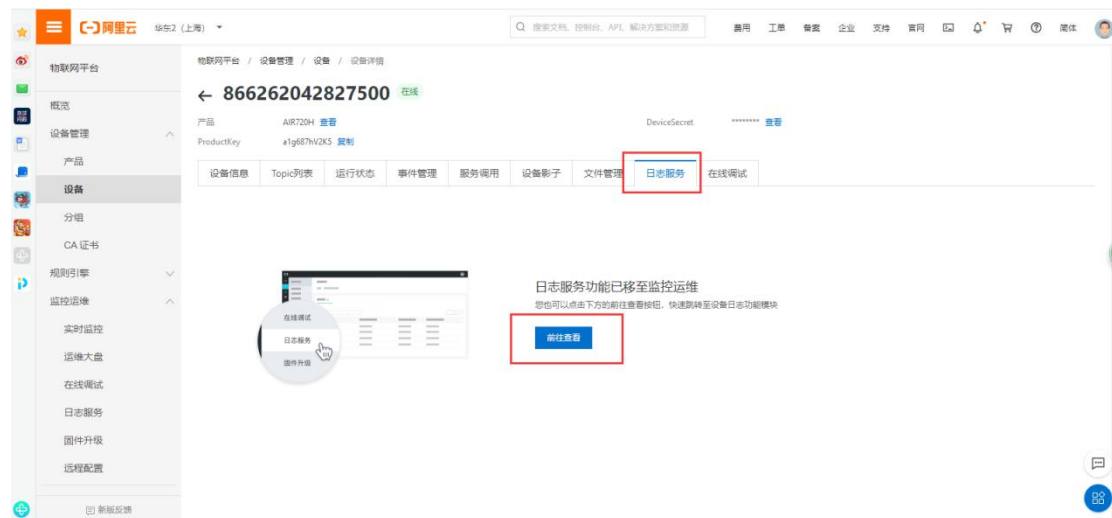 阿里云 华东2（上海） 搜索文档、控制台、API、解决方案和资源 费用 工单 备案 企业 支持 官网 简体
物联网平台
概览
设备管理
产品
设备
分组
CA 证书
规则引擎
监控运维
实时监控
运维大盘
在线调试
日志服务
固件升级
远程配置
新版反馈
物联网平台 / 设备管理 / 设备 / 设备详情
← 866262042827500 在线
产品 AIR720H 查看 DeviceSecret ******** 查看
ProductKey a1g687hV2K5 复制
设备信息 Topic列表 运行状态 事件管理 服务调用 设备影子 文件管理 日志服务 在线调试
在线调试
日志服务
固件升级
日志服务功能已移至监控运维
您也可以点击下方的前往查看按钮，快速跳转至设备日志功能模块
前往查看